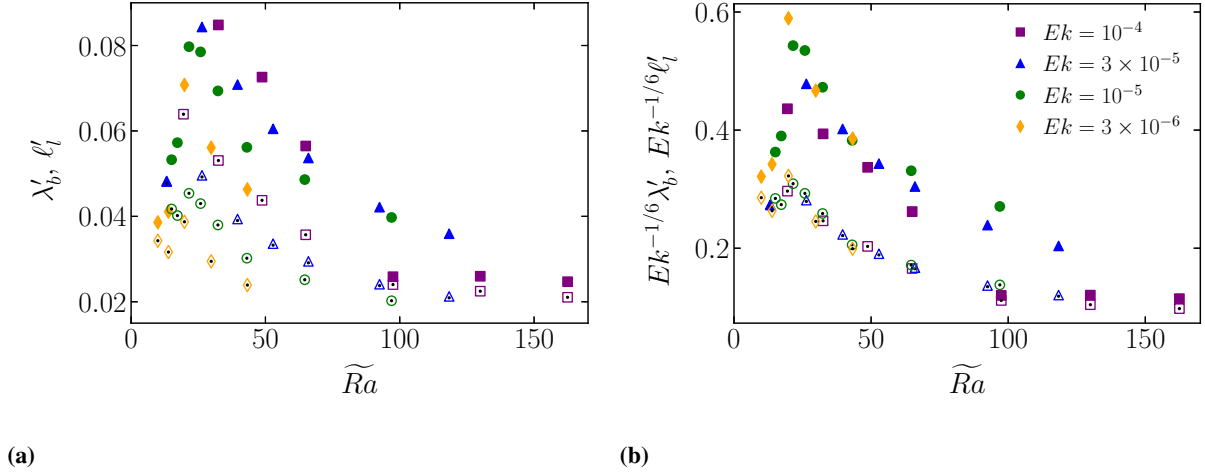 0.08
0.06
0.04
0.02
λ′_b, ℓ′_l
0 50 100 150
R̃a
(a)
0.6
0.4
0.2
Ek^{−1/6}λ′_b, Ek^{−1/6}ℓ′_l
Ek = 10^{−4}
Ek = 3 × 10^{−5}
Ek = 10^{−5}
Ek = 3 × 10^{−6}
0 50 100 150
R̃a
(b)